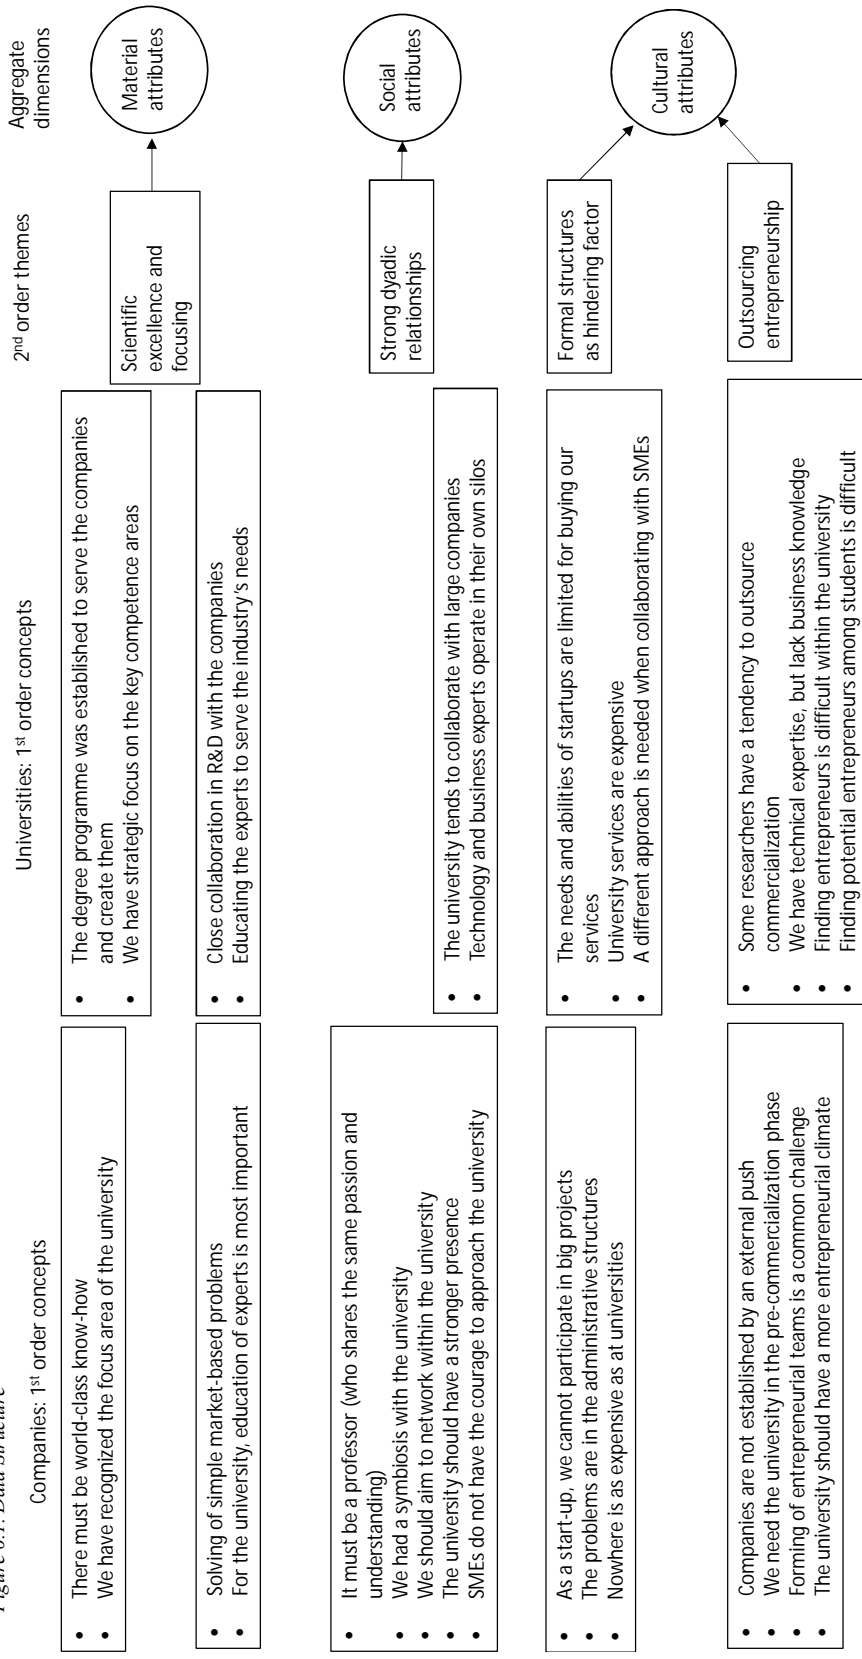 Figure 6.1: Data Structure
Companies: 1st order concepts
Universities: 1st order concepts
2nd order themes
Aggregate
dimensions
• There must be world-class know-how
• We have recognized the focus area of the university
• The degree programme was established to serve the companies
and create them
• We have strategic focus on the key competence areas
Scientific
excellence and
focusing
Material
attributes
• Solving of simple market-based problems
• For the university, education of experts is most important
• Close collaboration in R&D with the companies
• Educating the experts to serve the industry's needs
• It must be a professor (who shares the same passion and
understanding)
• We had a symbiosis with the university
• We should aim to network within the university
• The university should have a stronger presence
• SMEs do not have the courage to approach the university
• The university tends to collaborate with large companies
• Technology and business experts operate in their own silos
Strong dyadic
relationships
Social
attributes
• As a start-up, we cannot participate in big projects
• The problems are in the administrative structures
• Nowhere is as expensive as at universities
• The needs and abilities of startups are limited for buying our
services
• University services are expensive
• A different approach is needed when collaborating with SMEs
Formal structures
as hindering factor
Cultural
attributes
• Companies are not established by an external push
• We need the university in the pre-commercialization phase
• Forming of entrepreneurial teams is a common challenge
• The university should have a more entrepreneurial climate
• Some researchers have a tendency to outsource
commercialization
• We have technical expertise, but lack business knowledge
• Finding entrepreneurs is difficult within the university
• Finding potential entrepreneurs among students is difficult
Outsourcing
entrepreneurship